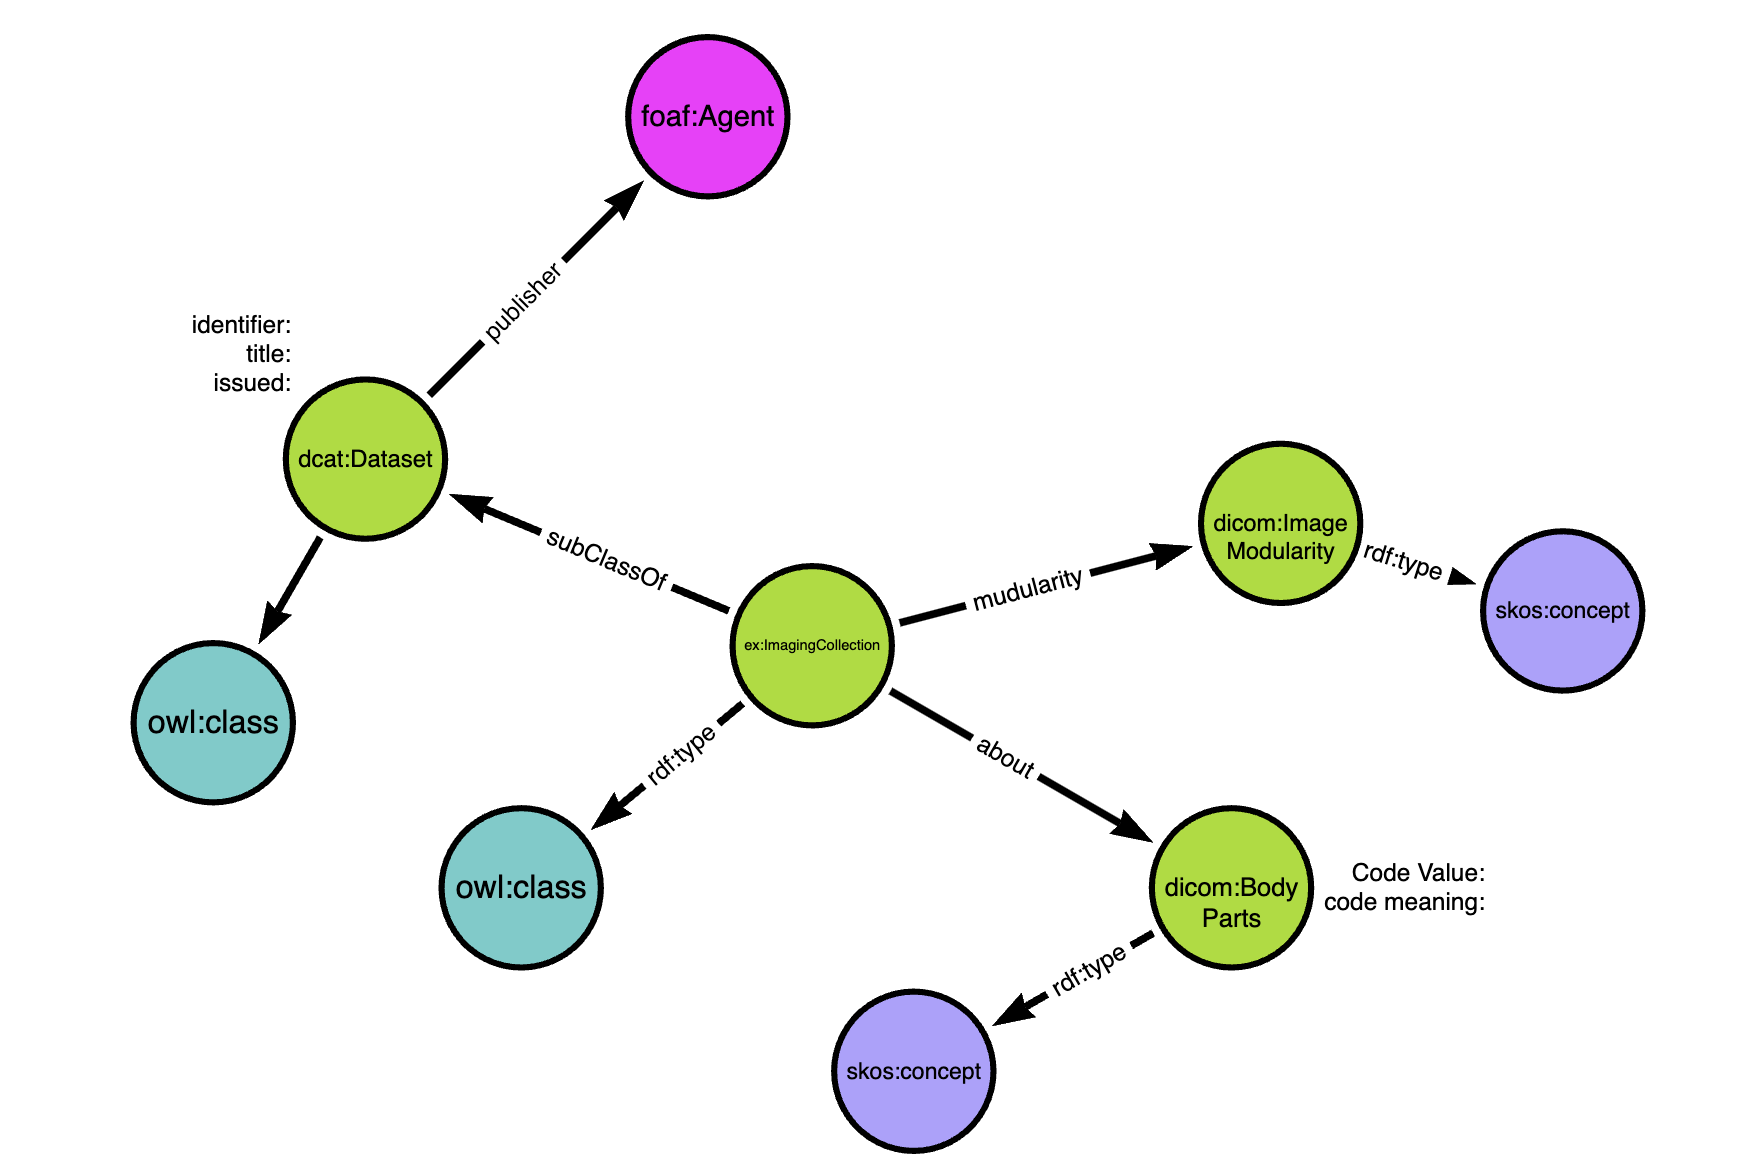 foaf:Agent
publisher
identifier:
title:
issued:
dcat:Dataset
subClassOf
dicom:Image
Modularity
rdf:type
skos:concept
mudularity
ex:ImagingCollection
owl:class
rdf:type
about
owl:class
dicom:Body
Parts
Code Value:
code meaning:
rdf:type
skos:concept